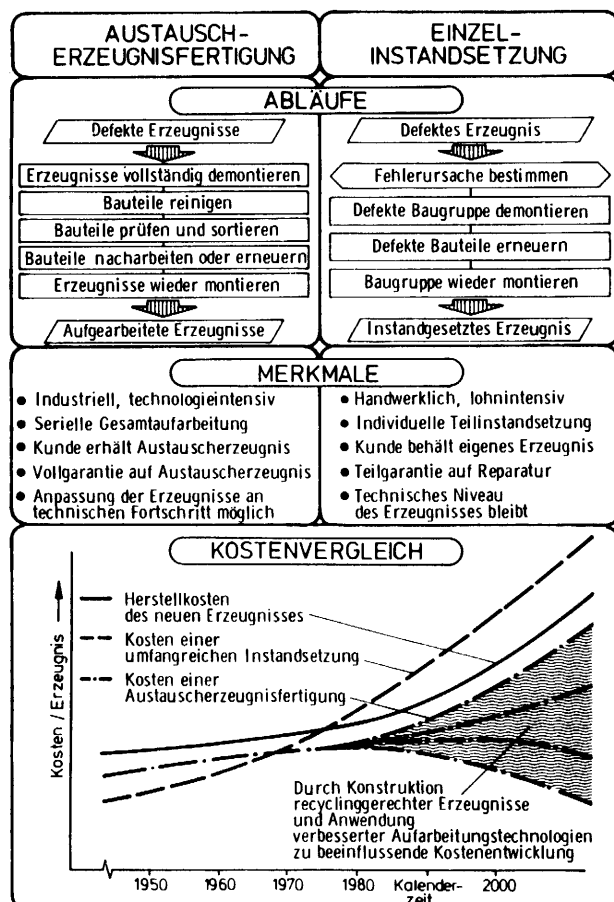 AUSTAUSCH-
ERZEUGNISFERTIGUNG
EINZEL-
INSTANDSETZUNG
ABLÄUFE
Defekte Erzeugnisse
Erzeugnisse vollständig demontieren
Bauteile reinigen
Bauteile prüfen und sortieren
Bauteile nacharbeiten oder erneuern
Erzeugnisse wieder montieren
Aufgearbeitete Erzeugnisse
Defektes Erzeugnis
Fehlerursache bestimmen
Defekte Baugruppe demontieren
Defekte Bauteile erneuern
Baugruppe wieder montieren
Instandgesetztes Erzeugnis
MERKMALE
• Industriell, technologieintensiv
• Serielle Gesamtaufarbeitung
• Kunde erhält Austauscherzeugnis
• Vollgarantie auf Austauscherzeugnis
• Anpassung der Erzeugnisse an
technischen Fortschritt möglich
• Handwerklich, lohnintensiv
• Individuelle Teilinstandsetzung
• Kunde behält eigenes Erzeugnis
• Teilgarantie auf Reparatur
• Technisches Niveau
des Erzeugnisses bleibt
KOSTENVERGLEICH
Kosten / Erzeugnis
Herstellkosten
des neuen Erzeugnisses
Kosten einer
umfangreichen Instandsetzung
Kosten einer
Austauscherzeugnisfertigung
Durch Konstruktion
recyclinggerechter Erzeugnisse
und Anwendung
verbesserter Aufarbeitungstechnologien
zu beeinflussende Kostenentwicklung
1950 1960 1970 1980 Kalender- 2000
zeit